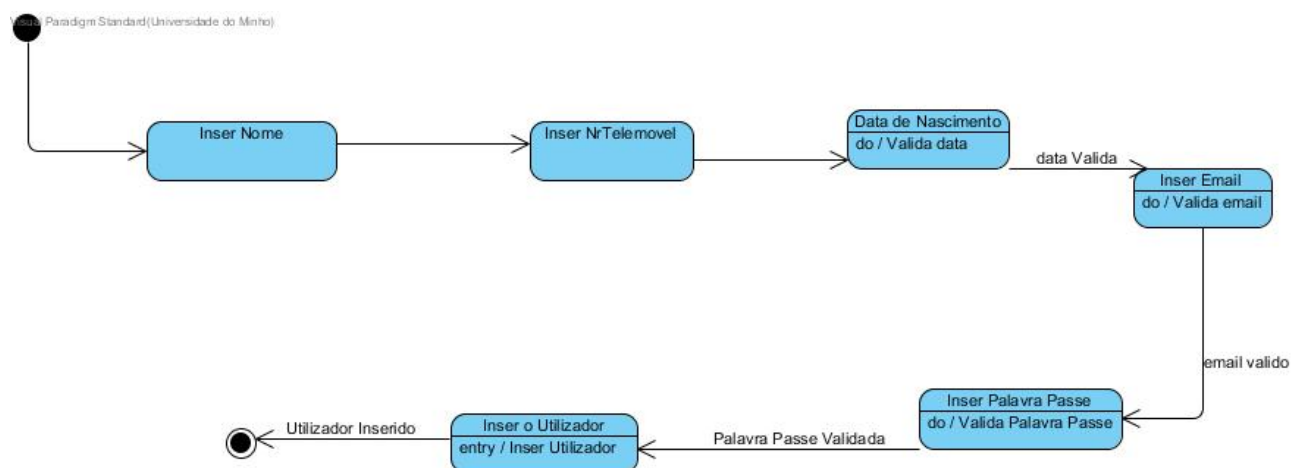 Visual Paradigm Standard(Universidade do Minho)
Inser Nome
Inser NrTelemovel
Data de Nascimento
do / Valida data
data Valida
Inser Email
do / Valida email
email valido
Inser Palavra Passe
do / Valida Palavra Passe
Palavra Passe Validada
Inser o Utilizador
entry / Inser Utilizador
Utilizador Inserido